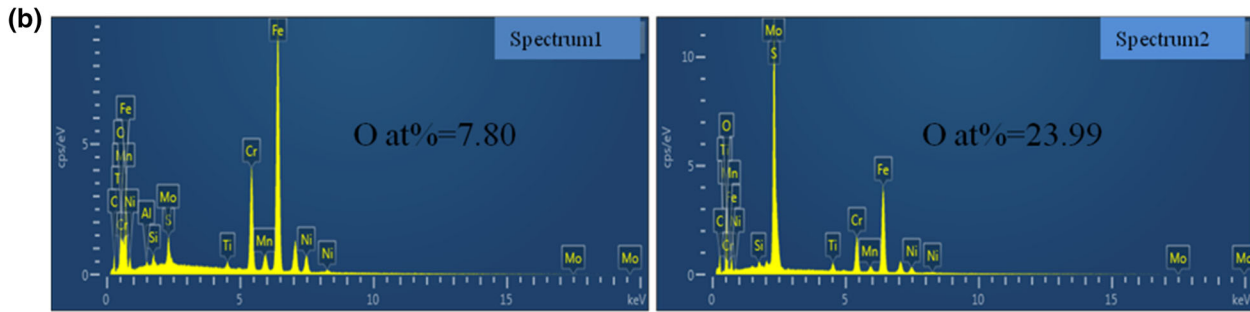 (b)
Spectrum1
Fe
Fe
O
Mn
Cr
C
Ni
Al
Si
Mo
S
Cr
Ti
Mn
Ni
Ni
Mo
Mo
O at%=7.80
cps/eV
5
0
0
5
10
15
keV
Spectrum2
Mo
S
O
Mn
Fe
C
Ni
Cr
Si
Ti
Cr
Mn
Fe
Ni
Ni
Mo
Mo
O at%=23.99
cps/eV
10
5
0
0
5
10
15
keV